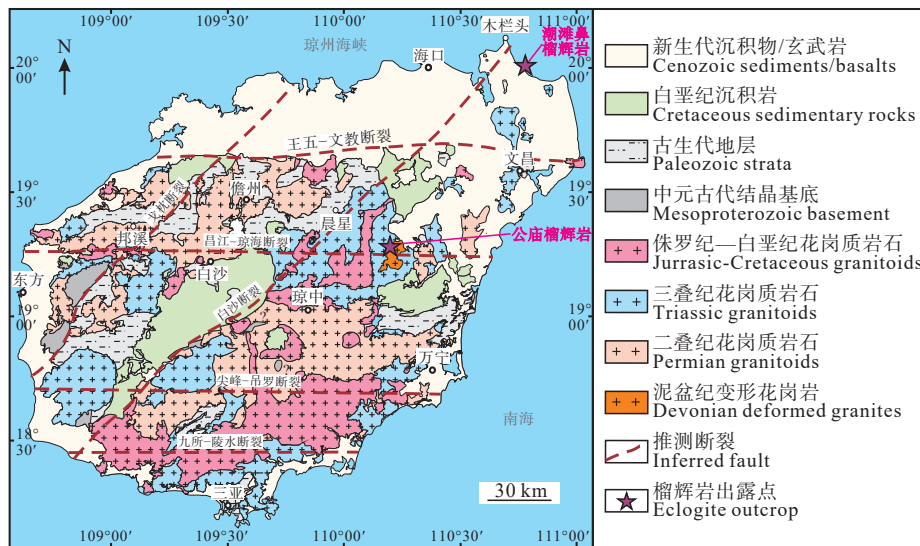 109°00′
109°30′
110°00′
110°30′
111°00′
木栏头
潮滩鼻
榴辉岩
琼州海峡
海口
N
20°
00′
20°
00′
王五–文教断裂
文昌
19°
30′
19°
30′
儋州
戈枕断裂
晨星
邦溪
昌江–琼海断裂
公庙榴辉岩
白沙
东方
白沙断裂
琼中
19°
00′
19°
00′
万宁
尖峰–吊罗断裂
南海
18°
30′
18°
30′
九所–陵水断裂
三亚
30 km
109°00′
109°30′
110°00′
110°30′
111°00′
新生代沉积物/玄武岩
Cenozoic sediments/basalts
白垩纪沉积岩
Cretaceous sedimentary rocks
古生代地层
Paleozoic strata
中元古代结晶基底
Mesoproterozoic basement
侏罗纪—白垩纪花岗质岩石
Jurrasic-Cretaceous granitoids
三叠纪花岗质岩石
Triassic granitoids
二叠纪花岗质岩石
Permian granitoids
泥盆纪变形花岗岩
Devonian deformed granites
推测断裂
Inferred fault
榴辉岩出露点
Eclogite outcrop